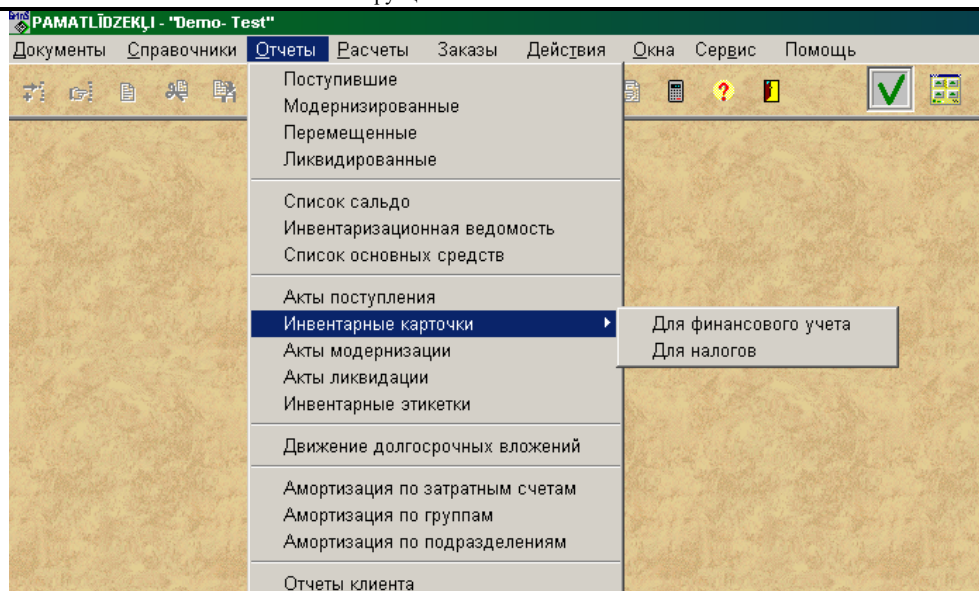 PAMATLĪDZEKĻI - "Demo- Test"
Документы Справочники Отчеты Расчеты Заказы Действия Окна Сервис Помощь
Поступившие
Модернизированные
Перемещенные
Ликвидированные
Список сальдо
Инвентаризационная ведомость
Список основных средств
Акты поступления
Инвентарные карточки
Для финансового учета
Для налогов
Акты модернизации
Акты ликвидации
Инвентарные этикетки
Движение долгосрочных вложений
Амортизация по затратным счетам
Амортизация по группам
Амортизация по подразделениям
Отчеты клиента